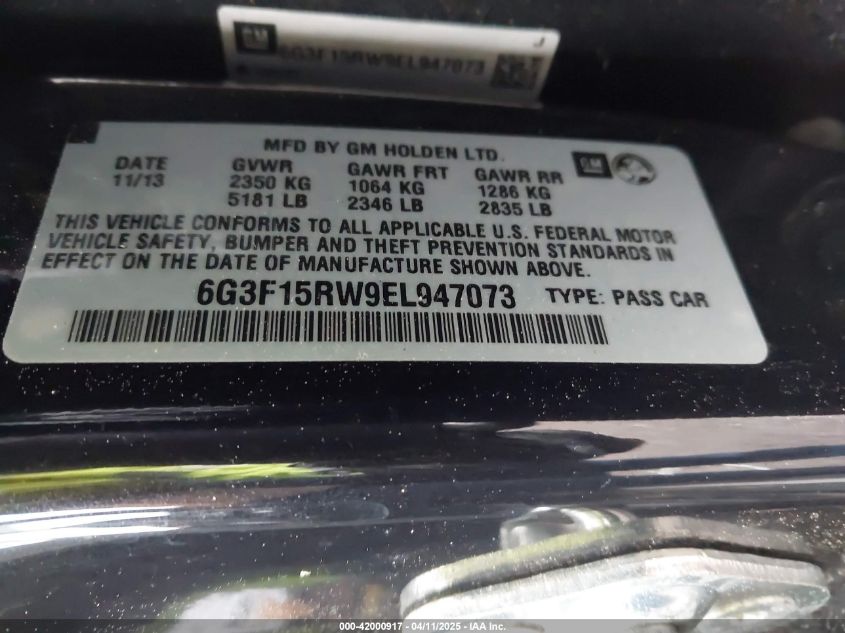 GM
J
6G3F15RW9EL947073
MFD BY GM HOLDEN LTD.
GM
DATE GVWR GAWR FRT GAWR RR
11/13 2350 KG 1064 KG 1286 KG
5181 LB 2346 LB 2835 LB
THIS VEHICLE CONFORMS TO ALL APPLICABLE U.S. FEDERAL MOTOR
VEHICLE SAFETY, BUMPER AND THEFT PREVENTION STANDARDS IN
EFFECT ON THE DATE OF MANUFACTURE SHOWN ABOVE.
6G3F15RW9EL947073 TYPE: PASS CAR
000-42000917 - 04/11/2025 - IAA Inc.